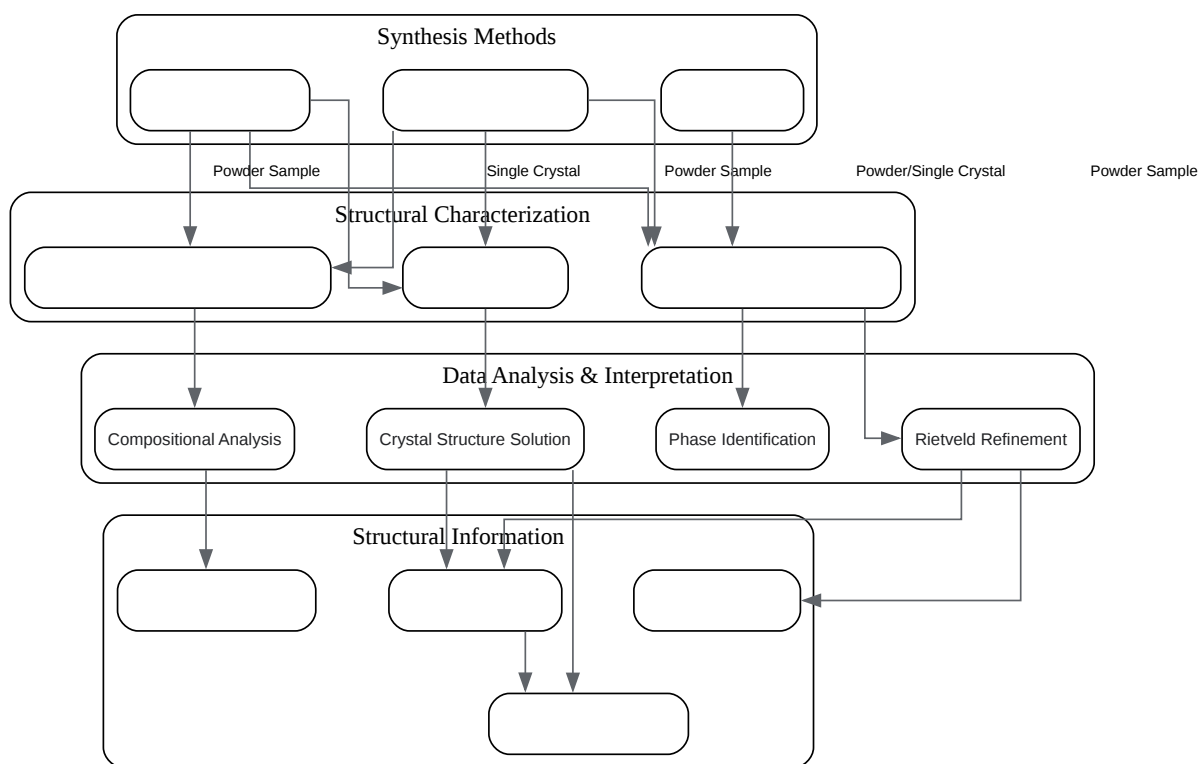 Synthesis Methods
Powder Sample
Single Crystal
Powder Sample
Powder/Single Crystal
Powder Sample
Structural Characterization
Data Analysis & Interpretation
Compositional Analysis
Crystal Structure Solution
Phase Identification
Rietveld Refinement
Structural Information